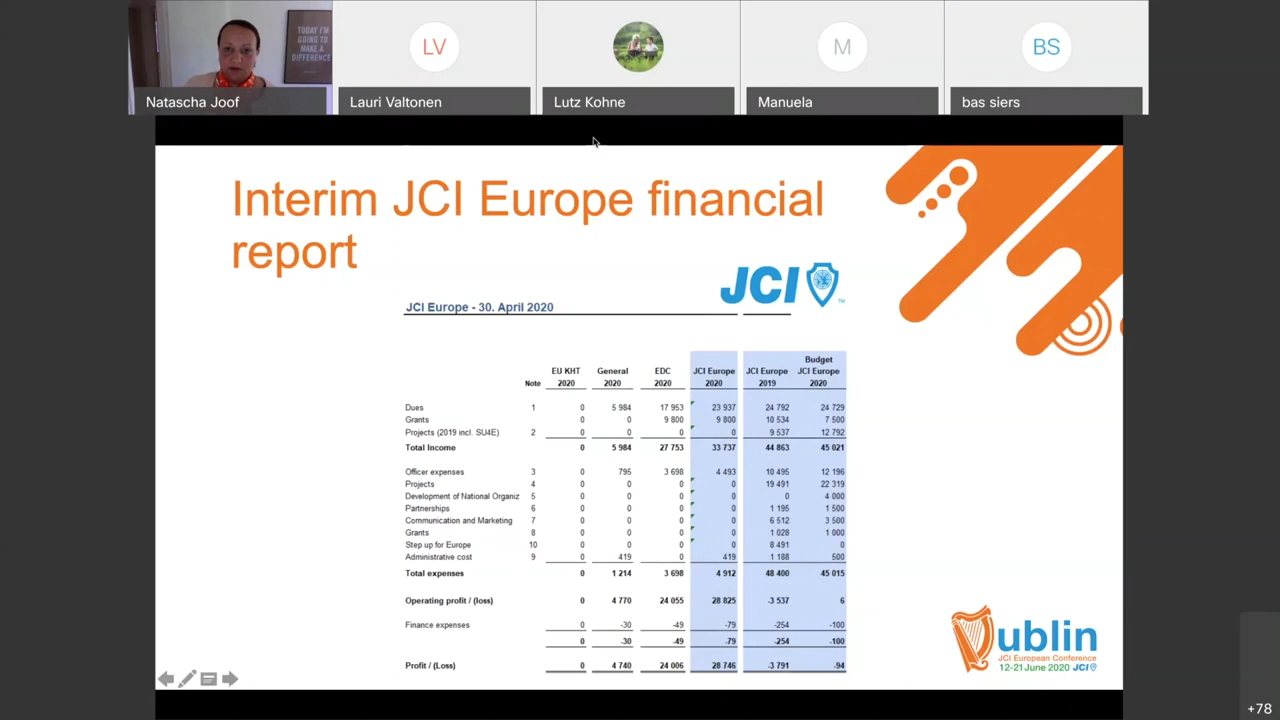 TODAY I'M
GOING TO
MAKE A
DIFFERENCE
LV
M
BS
Natascha Joof
Lauri Valtonen
Lutz Kohne
Manuela
bas siers
Interim JCI Europe financial
report
JCI
JCI Europe - 30. April 2020
Budget
EU KHT General EDC JCI Europe JCI Europe JCI Europe
Note 2020 2020 2020 2020 2019 2020
Dues 1 0 5 984 17 953 23 937 24 792 24 729
Grants 0 0 9 800 9 800 10 534 7 500
Projects (2019 incl. SU4E) 2 0 0 0 0 9 537 12 792
Total Income 0 5 984 27 753 33 737 44 863 45 021
Officer expenses 3 0 795 3 698 4 493 10 495 12 196
Projects 4 0 0 0 0 19 491 22 319
Development of National Organiz 5 0 0 0 0 0 4 000
Partnerships 6 0 0 0 0 1 195 1 500
Communication and Marketing 7 0 0 0 0 6 512 3 500
Grants 8 0 0 0 0 1 028 1 000
Step up for Europe 10 0 0 0 0 8 491 0
Administrative cost 9 0 419 0 419 1 188 500
Total expenses 0 1 214 3 698 4 912 48 400 45 015
Operating profit / (loss) 0 4 770 24 055 28 825 -3 537 6
Finance expenses 0 -30 -49 -79 -254 -100
0 -30 -49 -79 -254 -100
Profit / (Loss) 0 4 740 24 006 28 746 -3 791 -94
Dublin
JCI European Conference
12-21 June 2020 JCI
+78